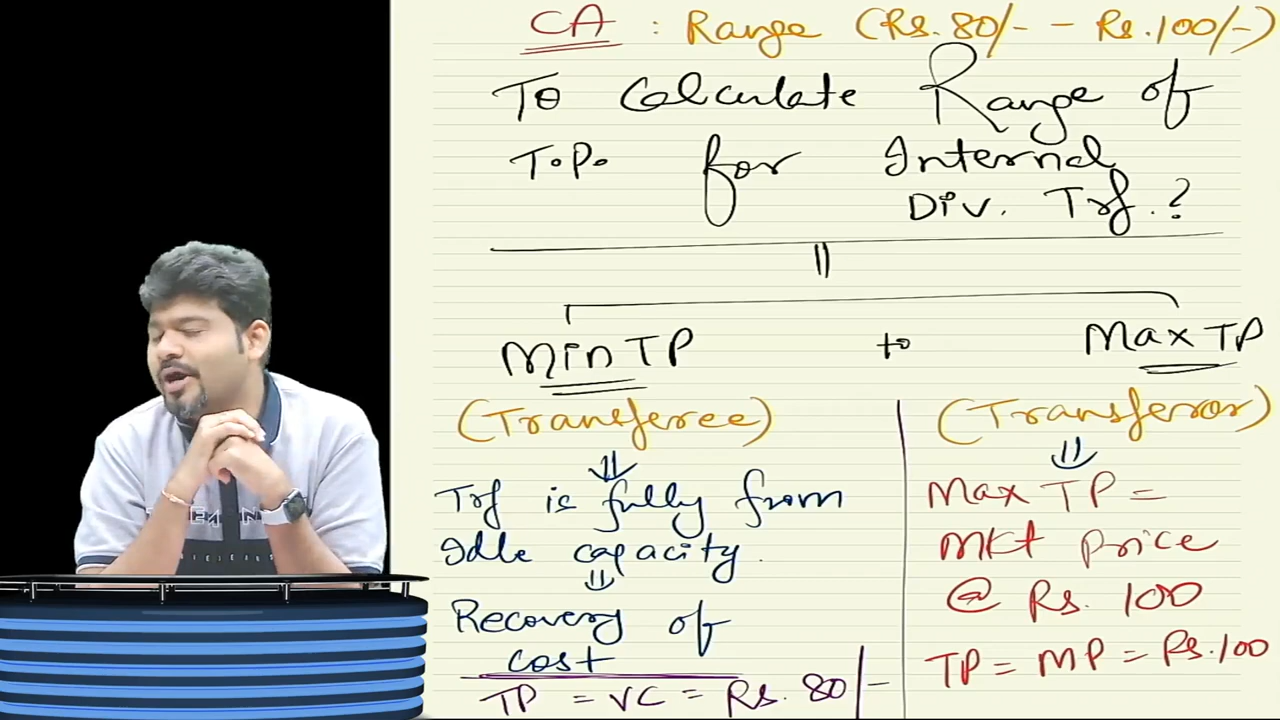 CA : Range (Rs.80/- - Rs.100/-)
To Calculate Range of
T.P. for Internal
Div. Trf.?
Min TP to Max TP
(Transferee)
Trf is fully from
Idle capacity.
Recovery of
cost
TP = VC = Rs. 80/-
(Transferor)
Max TP =
Mkt Price
@ Rs. 100
TP = MP = Rs.100